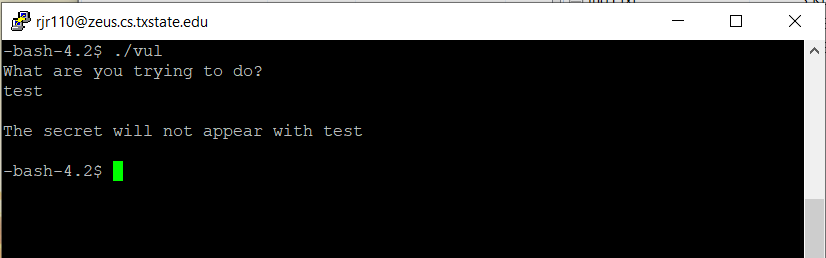 rjr110@zeus.cs.txstate.edu
-bash-4.2$ ./vul
What are you trying to do?
test
The secret will not appear with test
-bash-4.2$